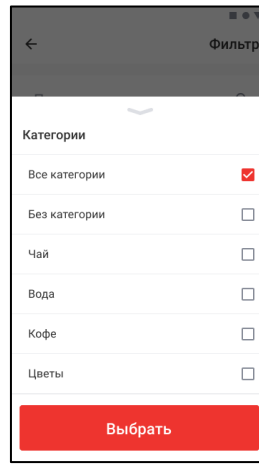 Фильтр
Категории
Все категории
Без категории
Чай
Вода
Кофе
Цветы
Выбрать